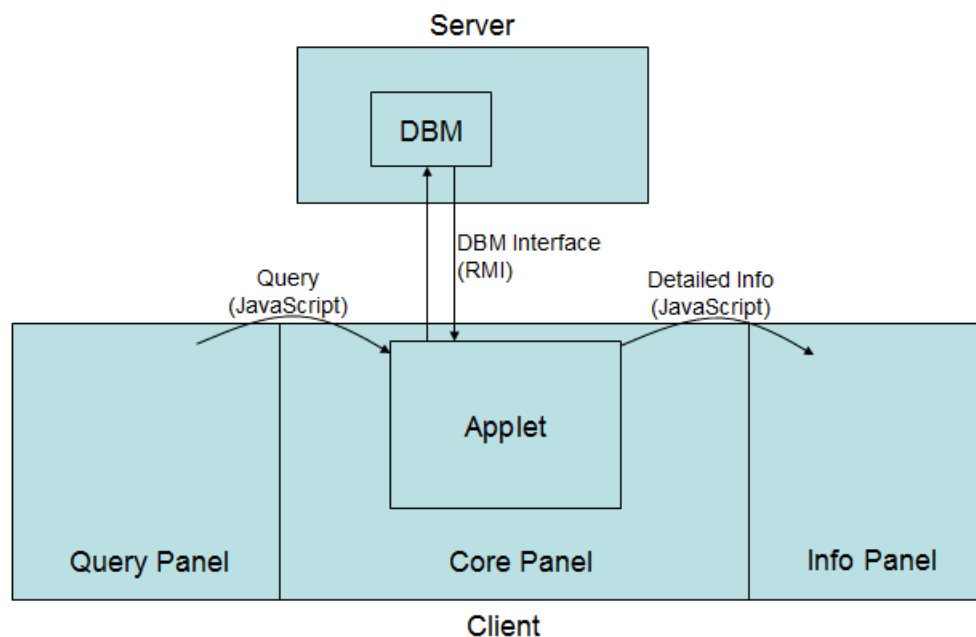 Server
DBM
DBM Interface
(RMI)
Query
(JavaScript)
Detailed Info
(JavaScript)
Applet
Query Panel
Core Panel
Info Panel
Client